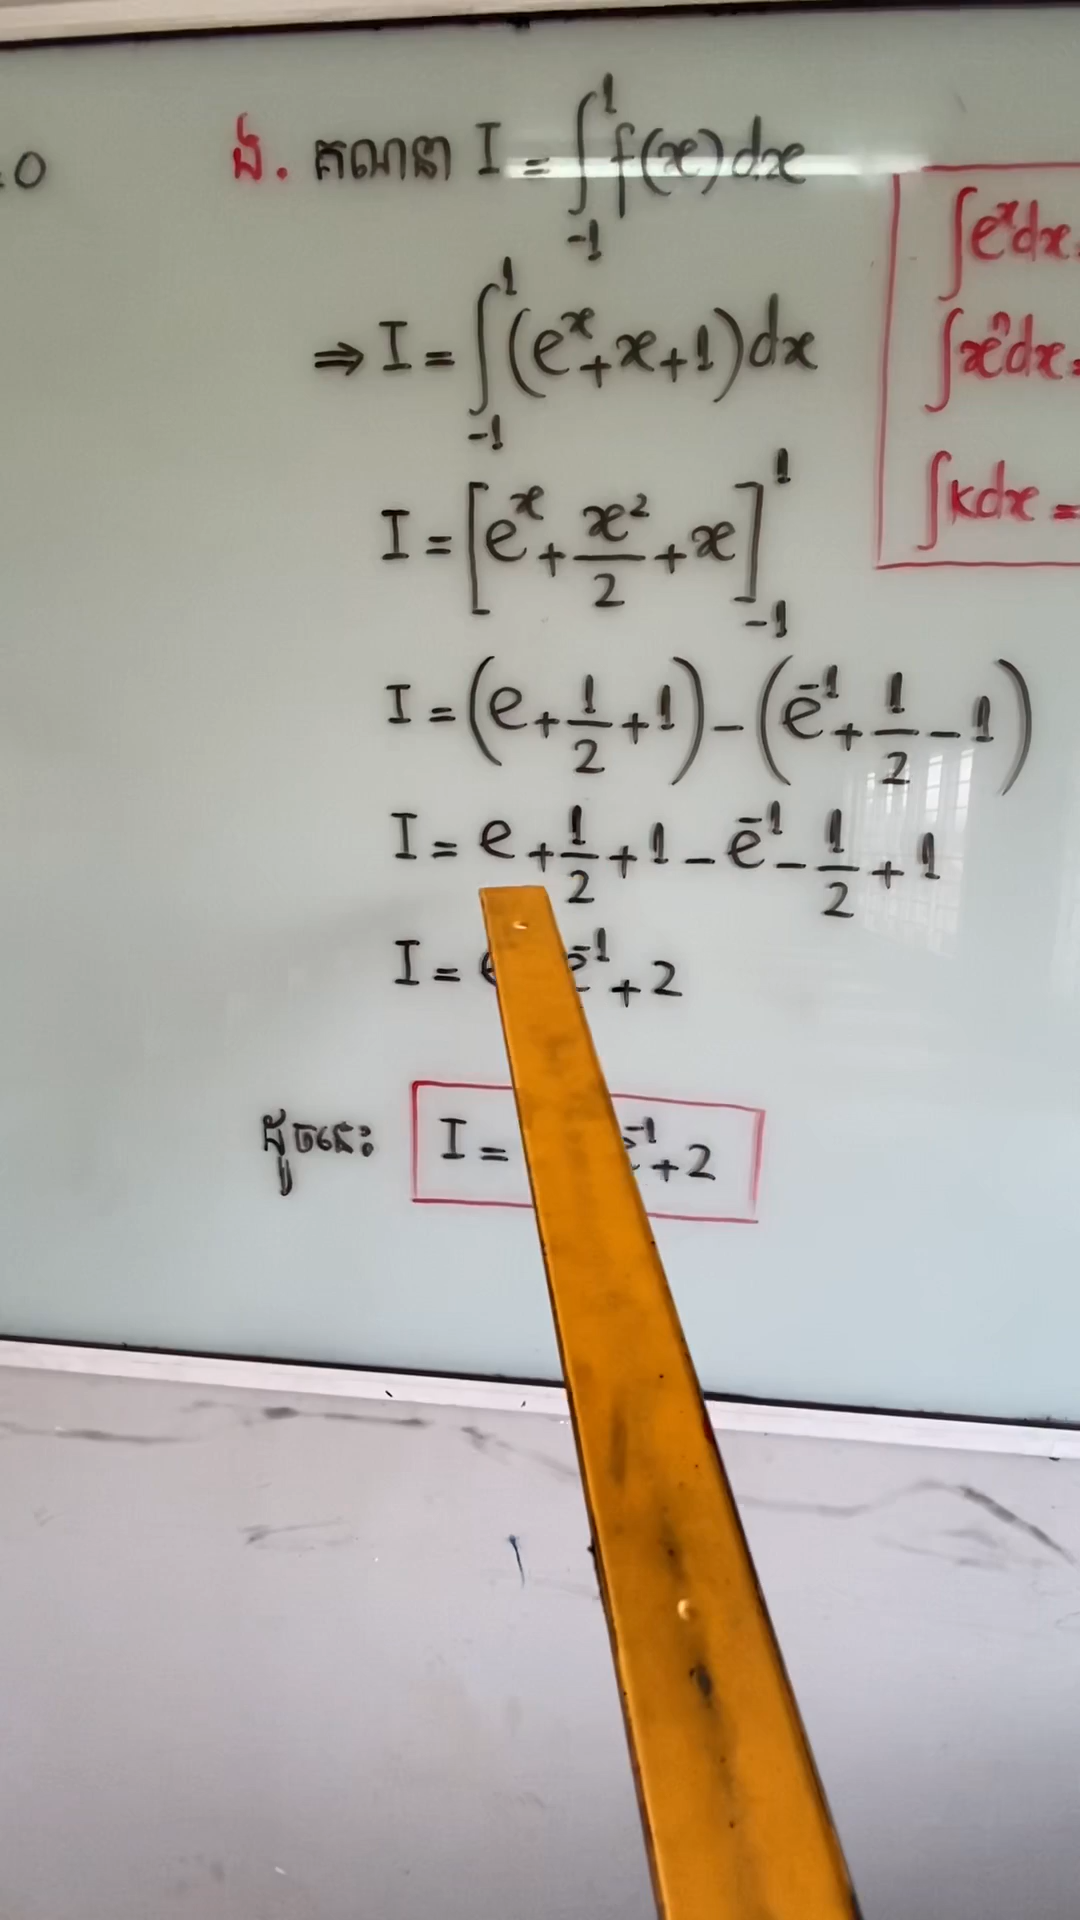 .0
ង. គណនា I = ∫₋₁¹ f(x)dx
⇒ I = ∫₋₁¹ (eˣ + x + 1)dx
I = [eˣ + x²/2 + x]₋₁¹
I = (e + 1/2 + 1) - (e⁻¹ + 1/2 - 1)
I = e + 1/2 + 1 - e⁻¹ - 1/2 + 1
I = e⁻¹ + 2
ដូចនេះ I = ⁻¹ + 2
∫eˣdx =
∫xⁿdx =
∫kdx =